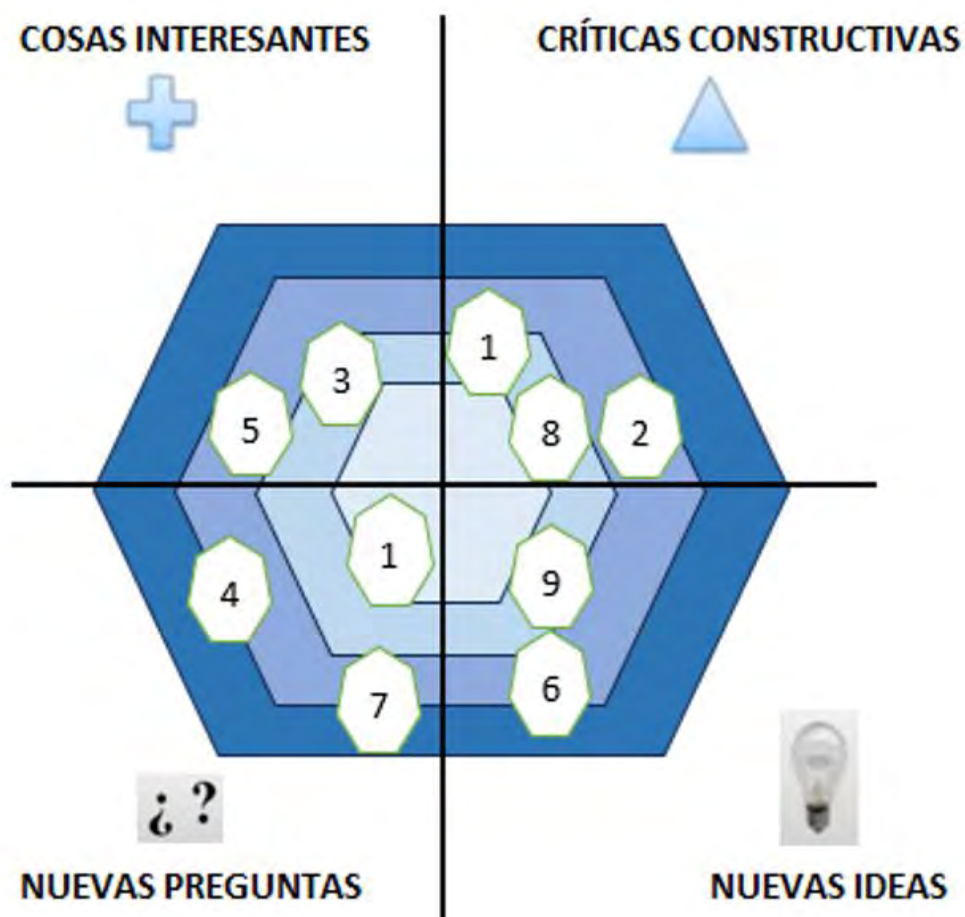 COSAS INTERESANTES
CRÍTICAS CONSTRUCTIVAS
1
3
5
8
2
1
4
9
7
6
¿ ?
NUEVAS PREGUNTAS
NUEVAS IDEAS